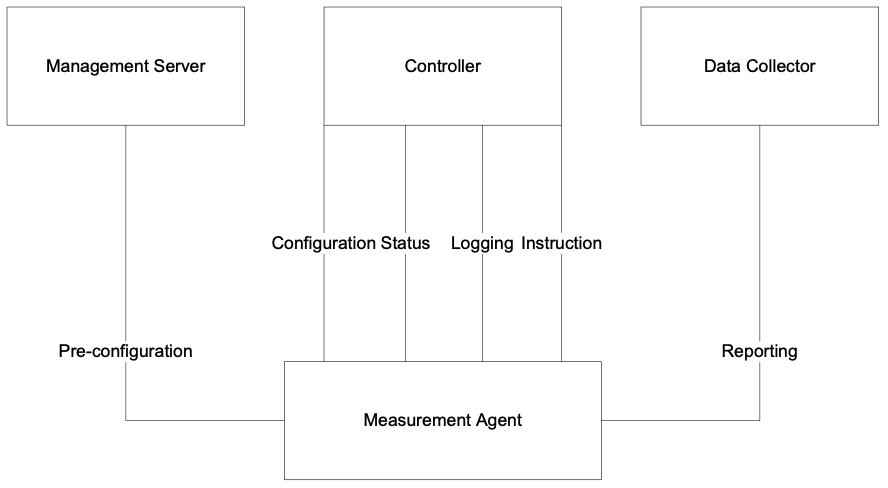 Management Server
Controller
Data Collector
Configuration
Status
Logging
Instruction
Pre-configuration
Reporting
Measurement Agent